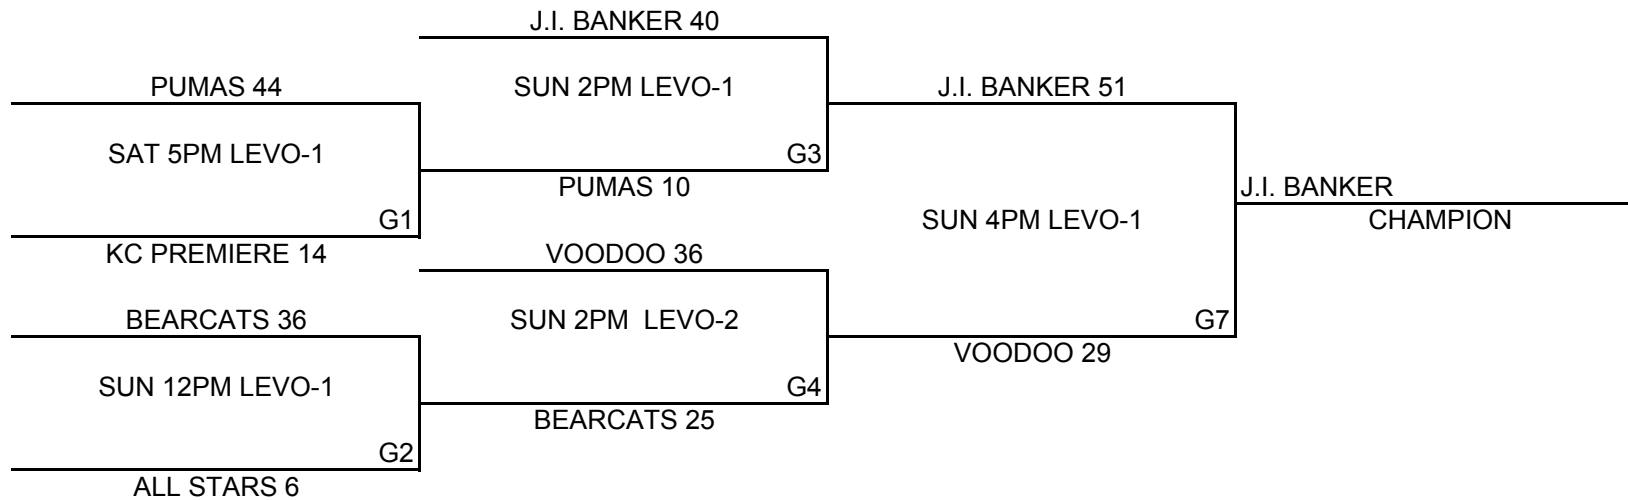 J.I. BANKER 40
PUMAS 44
SUN 2PM LEVO-1
J.I. BANKER 51
SAT 5PM LEVO-1
G3
PUMAS 10
J.I. BANKER
G1
SUN 4PM LEVO-1
CHAMPION
KC PREMIERE 14
VOODOO 36
BEARCATS 36
SUN 2PM  LEVO-2
G7
VOODOO 29
SUN 12PM LEVO-1
G4
BEARCATS 25
G2
ALL STARS 6